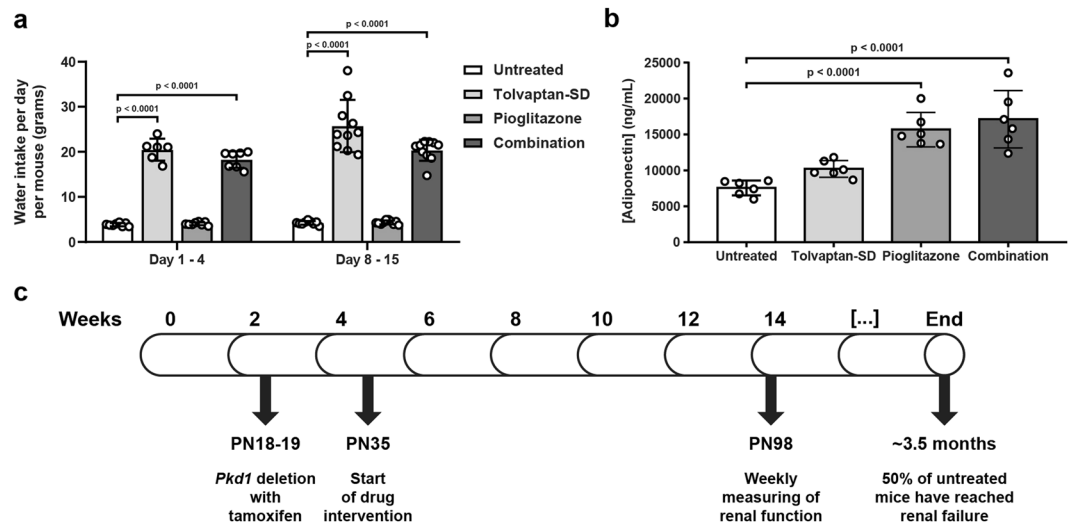 a
p < 0.0001
p < 0.0001
p < 0.0001
p < 0.0001
Water intake per day
per mouse (grams)
40
30
20
10
0
Day 1 - 4
Day 8 - 15
Untreated
Tolvaptan-SD
Pioglitazone
Combination
b
p < 0.0001
p < 0.0001
[Adiponectin] (ng/mL)
25000
20000
15000
10000
5000
0
Untreated
Tolvaptan-SD
Pioglitazone
Combination
c
Weeks 0 2 4 6 8 10 12 14 [...] End
PN18-19
Pkd1 deletion
with
tamoxifen
PN35
Start
of drug
intervention
PN98
Weekly
measuring of
renal function
~3.5 months
50% of untreated
mice have reached
renal failure